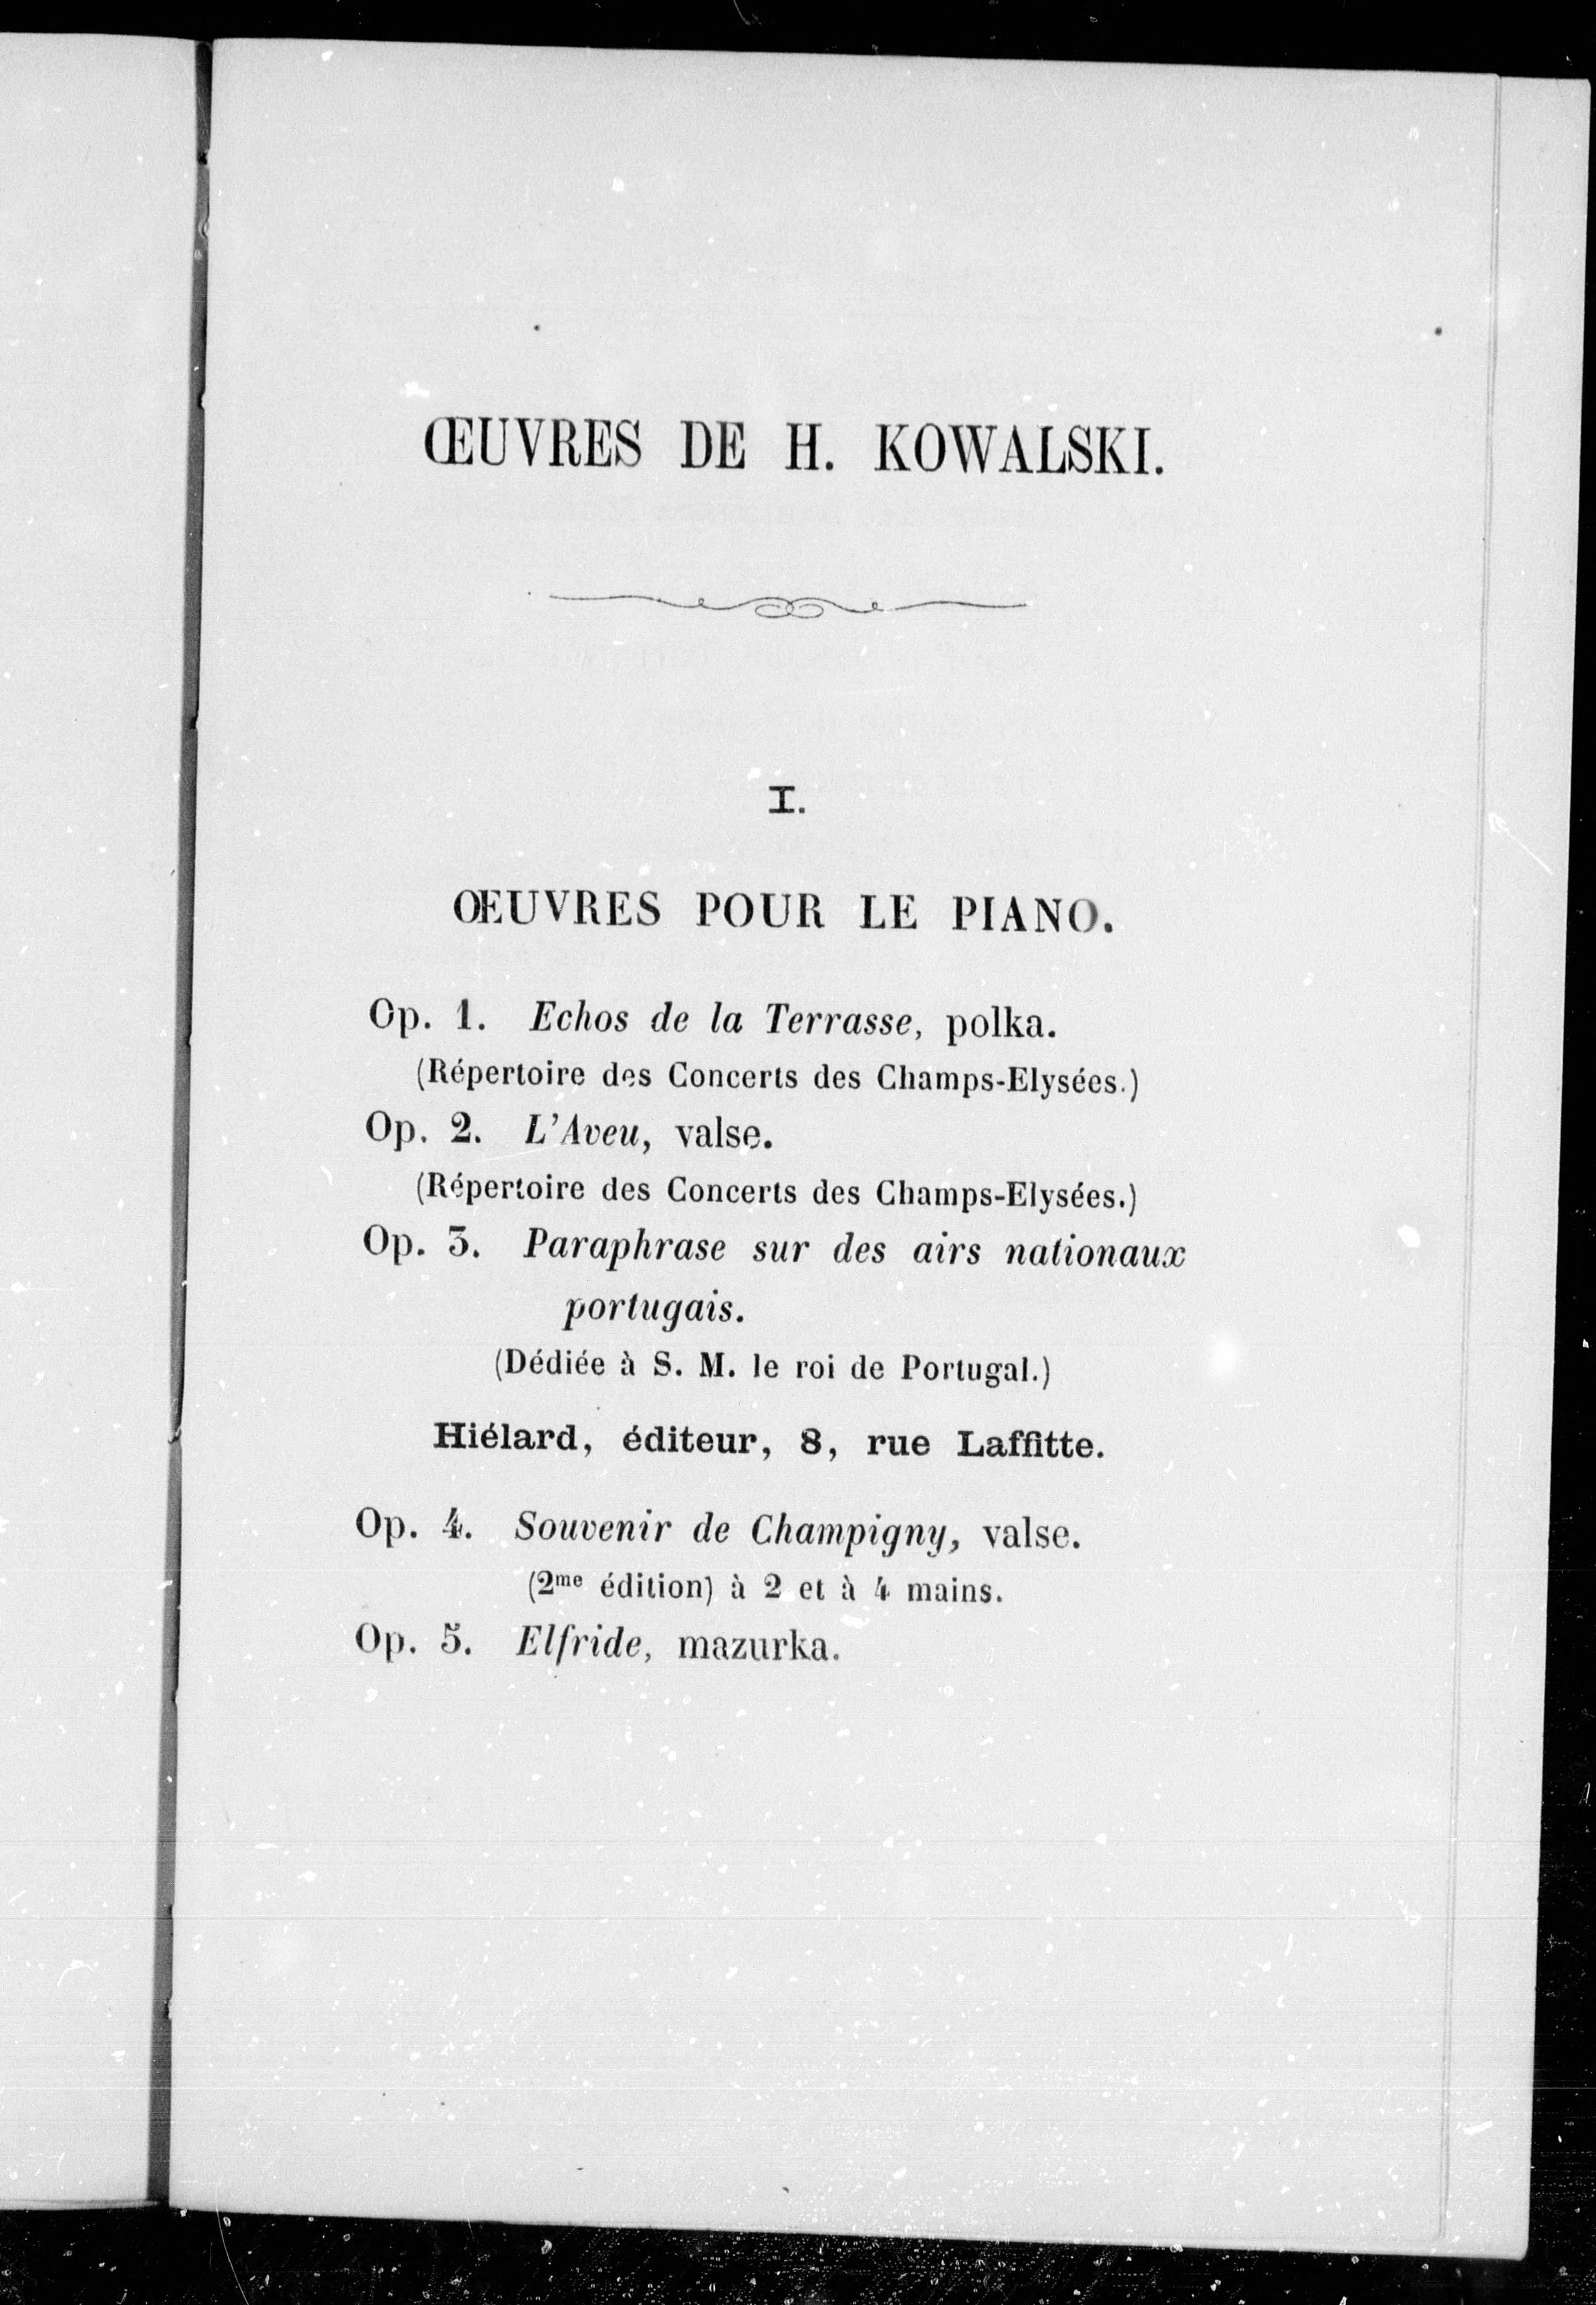 ŒUVRES DE H. KOWALSKI.
I.
ŒUVRES POUR LE PIANO.
Op. 1. Echos de la Terrasse, polka.
(Répertoire des Concerts des Champs-Elysées.)
Op. 2. L'Aveu, valse.
(Répertoire des Concerts des Champs-Elysées.)
Op. 3. Paraphrase sur des airs nationaux
portugais.
(Dédiée à S. M. le roi de Portugal.)
Hiélard, éditeur, 8, rue Laffitte.
Op. 4. Souvenir de Champigny, valse.
(2me édition) à 2 et à 4 mains.
Op. 5. Elfride, mazurka.